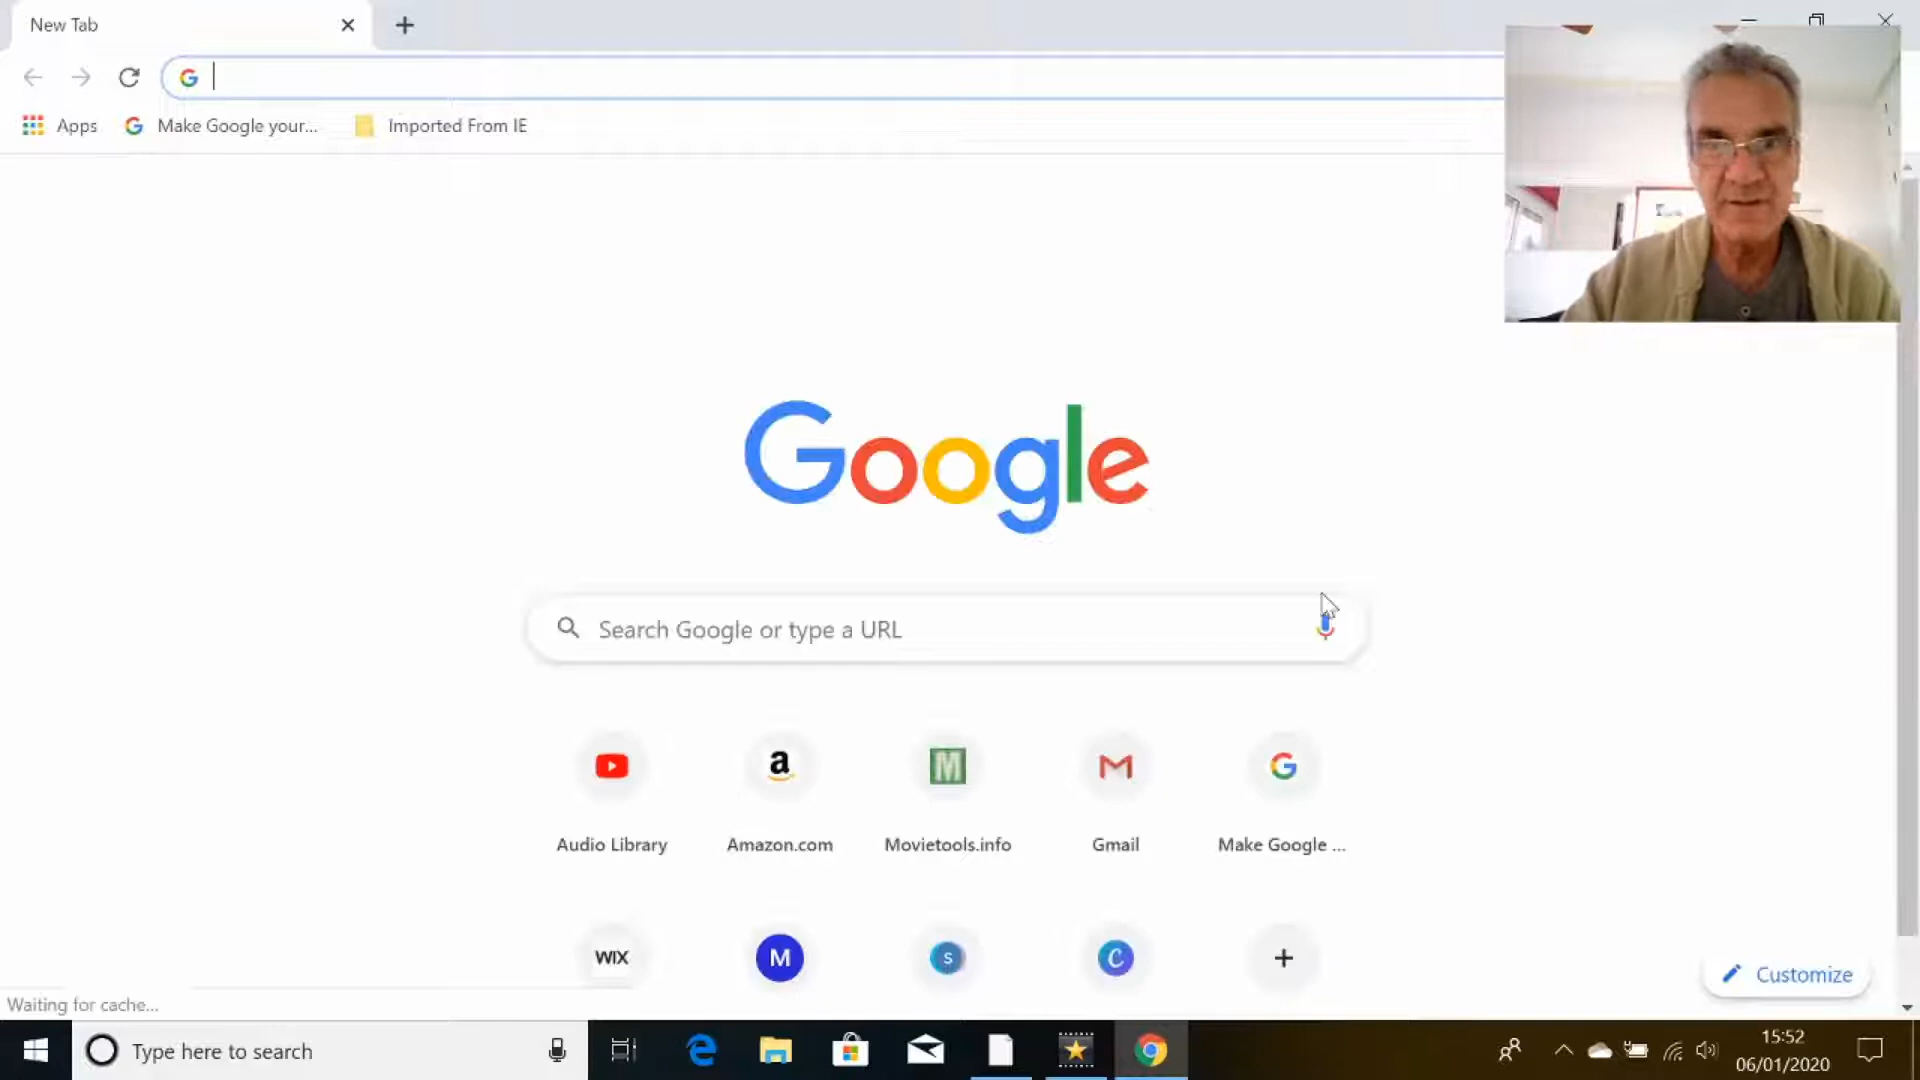 New Tab
Apps
Make Google your...
Imported From IE
Google
Search Google or type a URL
Audio Library
Amazon.com
Movietools.info
Gmail
Make Google ...
WIX
M
s
C
Customize
Waiting for cache...
Type here to search
15:52
06/01/2020